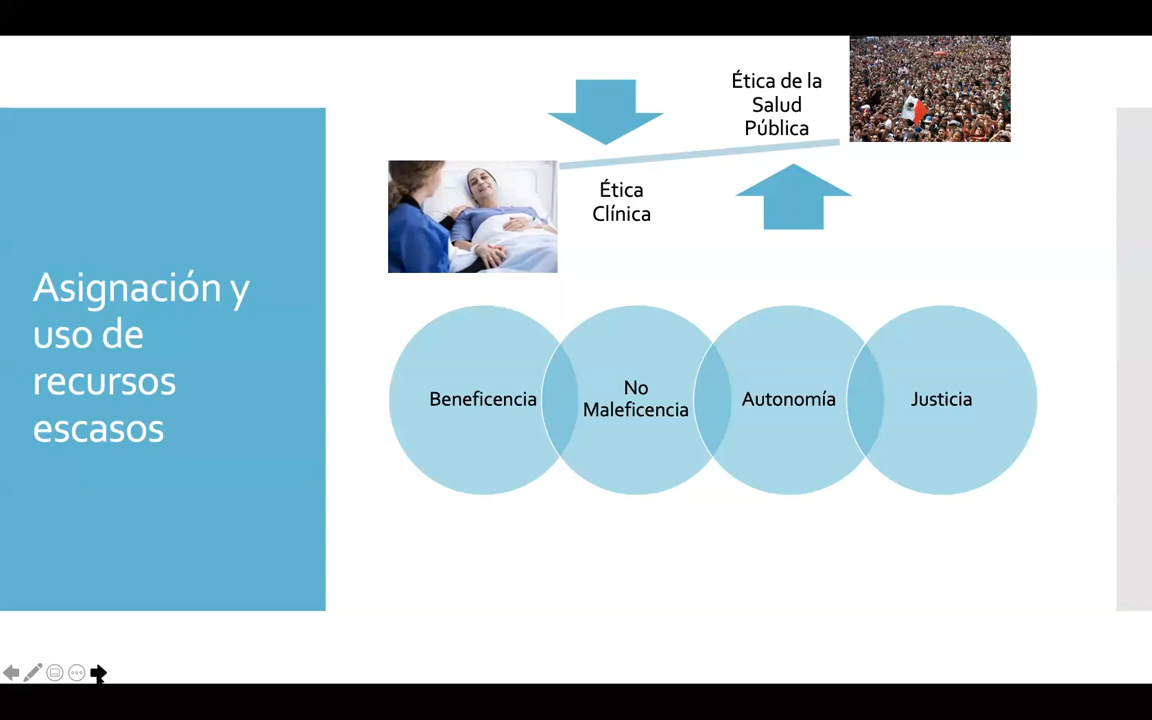 Asignación y
uso de
recursos
escasos
Ética de la
Salud
Pública
Ética
Clínica
Beneficencia
No
Maleficencia
Autonomía
Justicia